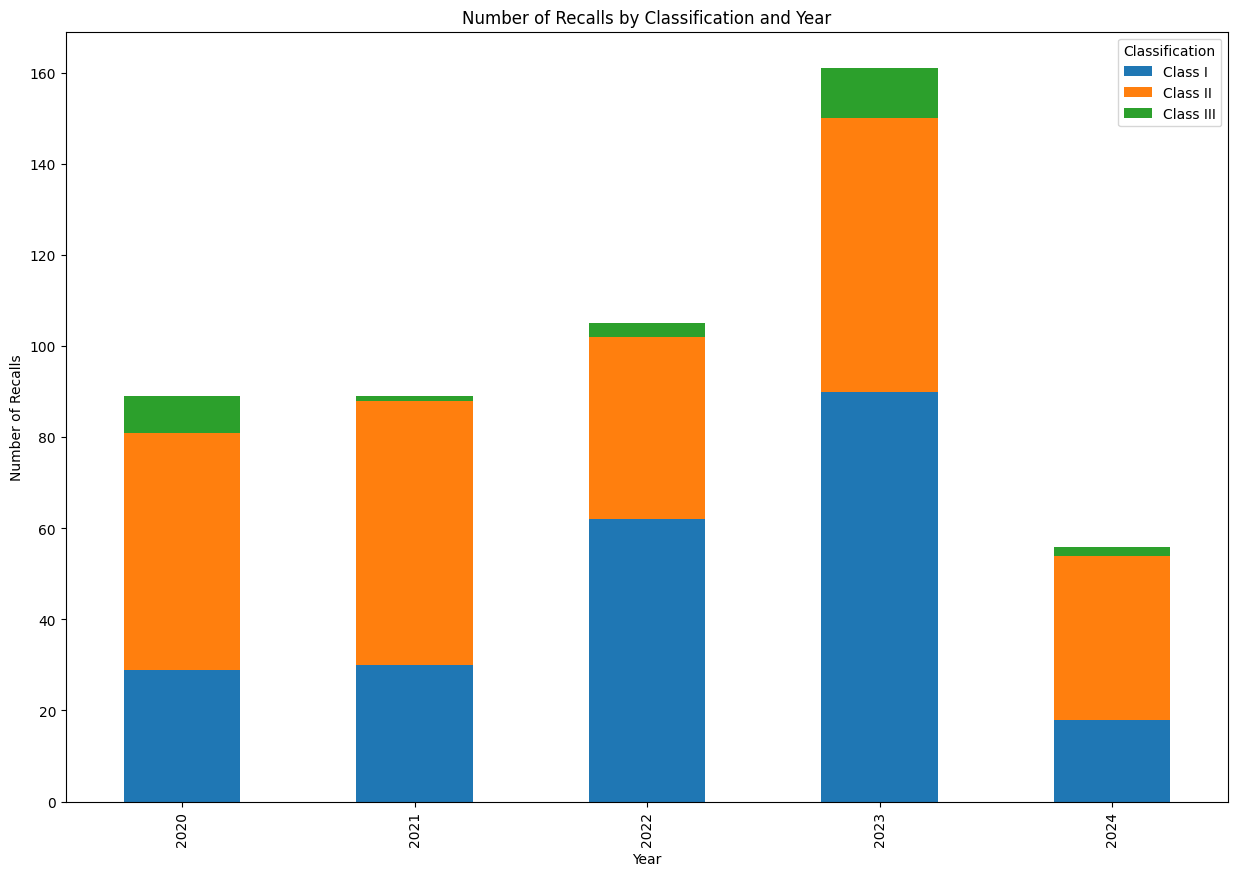 Number of Recalls by Classification and Year
Classification
Class I
Class II
Class III
Number of Recalls
160
140
120
100
80
60
40
20
0
2020
2021
2022
2023
2024
Year